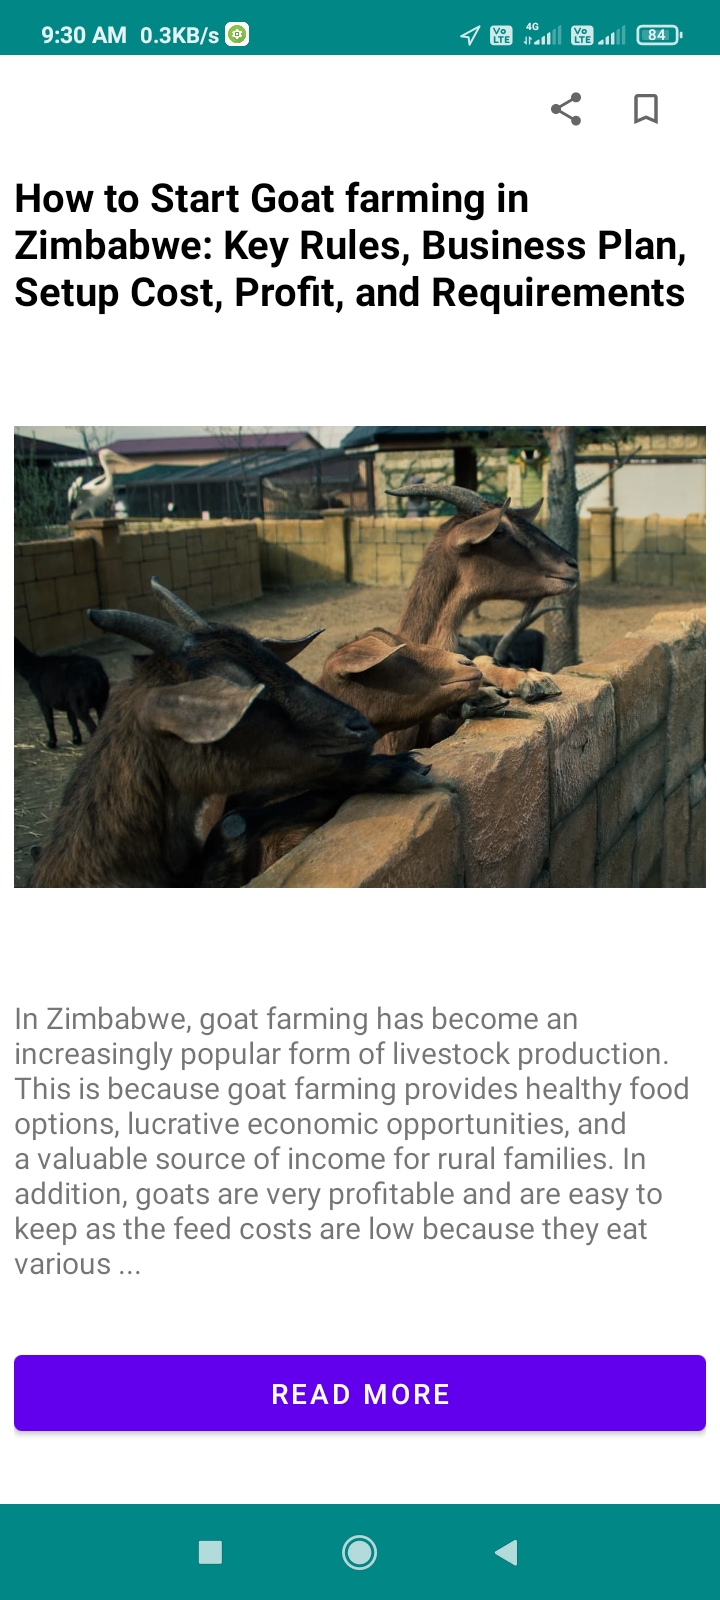 9:30 AM 0.3KB/s Vo LTE 4G Vo LTE 84
How to Start Goat farming in
Zimbabwe: Key Rules, Business Plan,
Setup Cost, Profit, and Requirements
In Zimbabwe, goat farming has become an
increasingly popular form of livestock production.
This is because goat farming provides healthy food
options, lucrative economic opportunities, and
a valuable source of income for rural families. In
addition, goats are very profitable and are easy to
keep as the feed costs are low because they eat
various ...
READ MORE